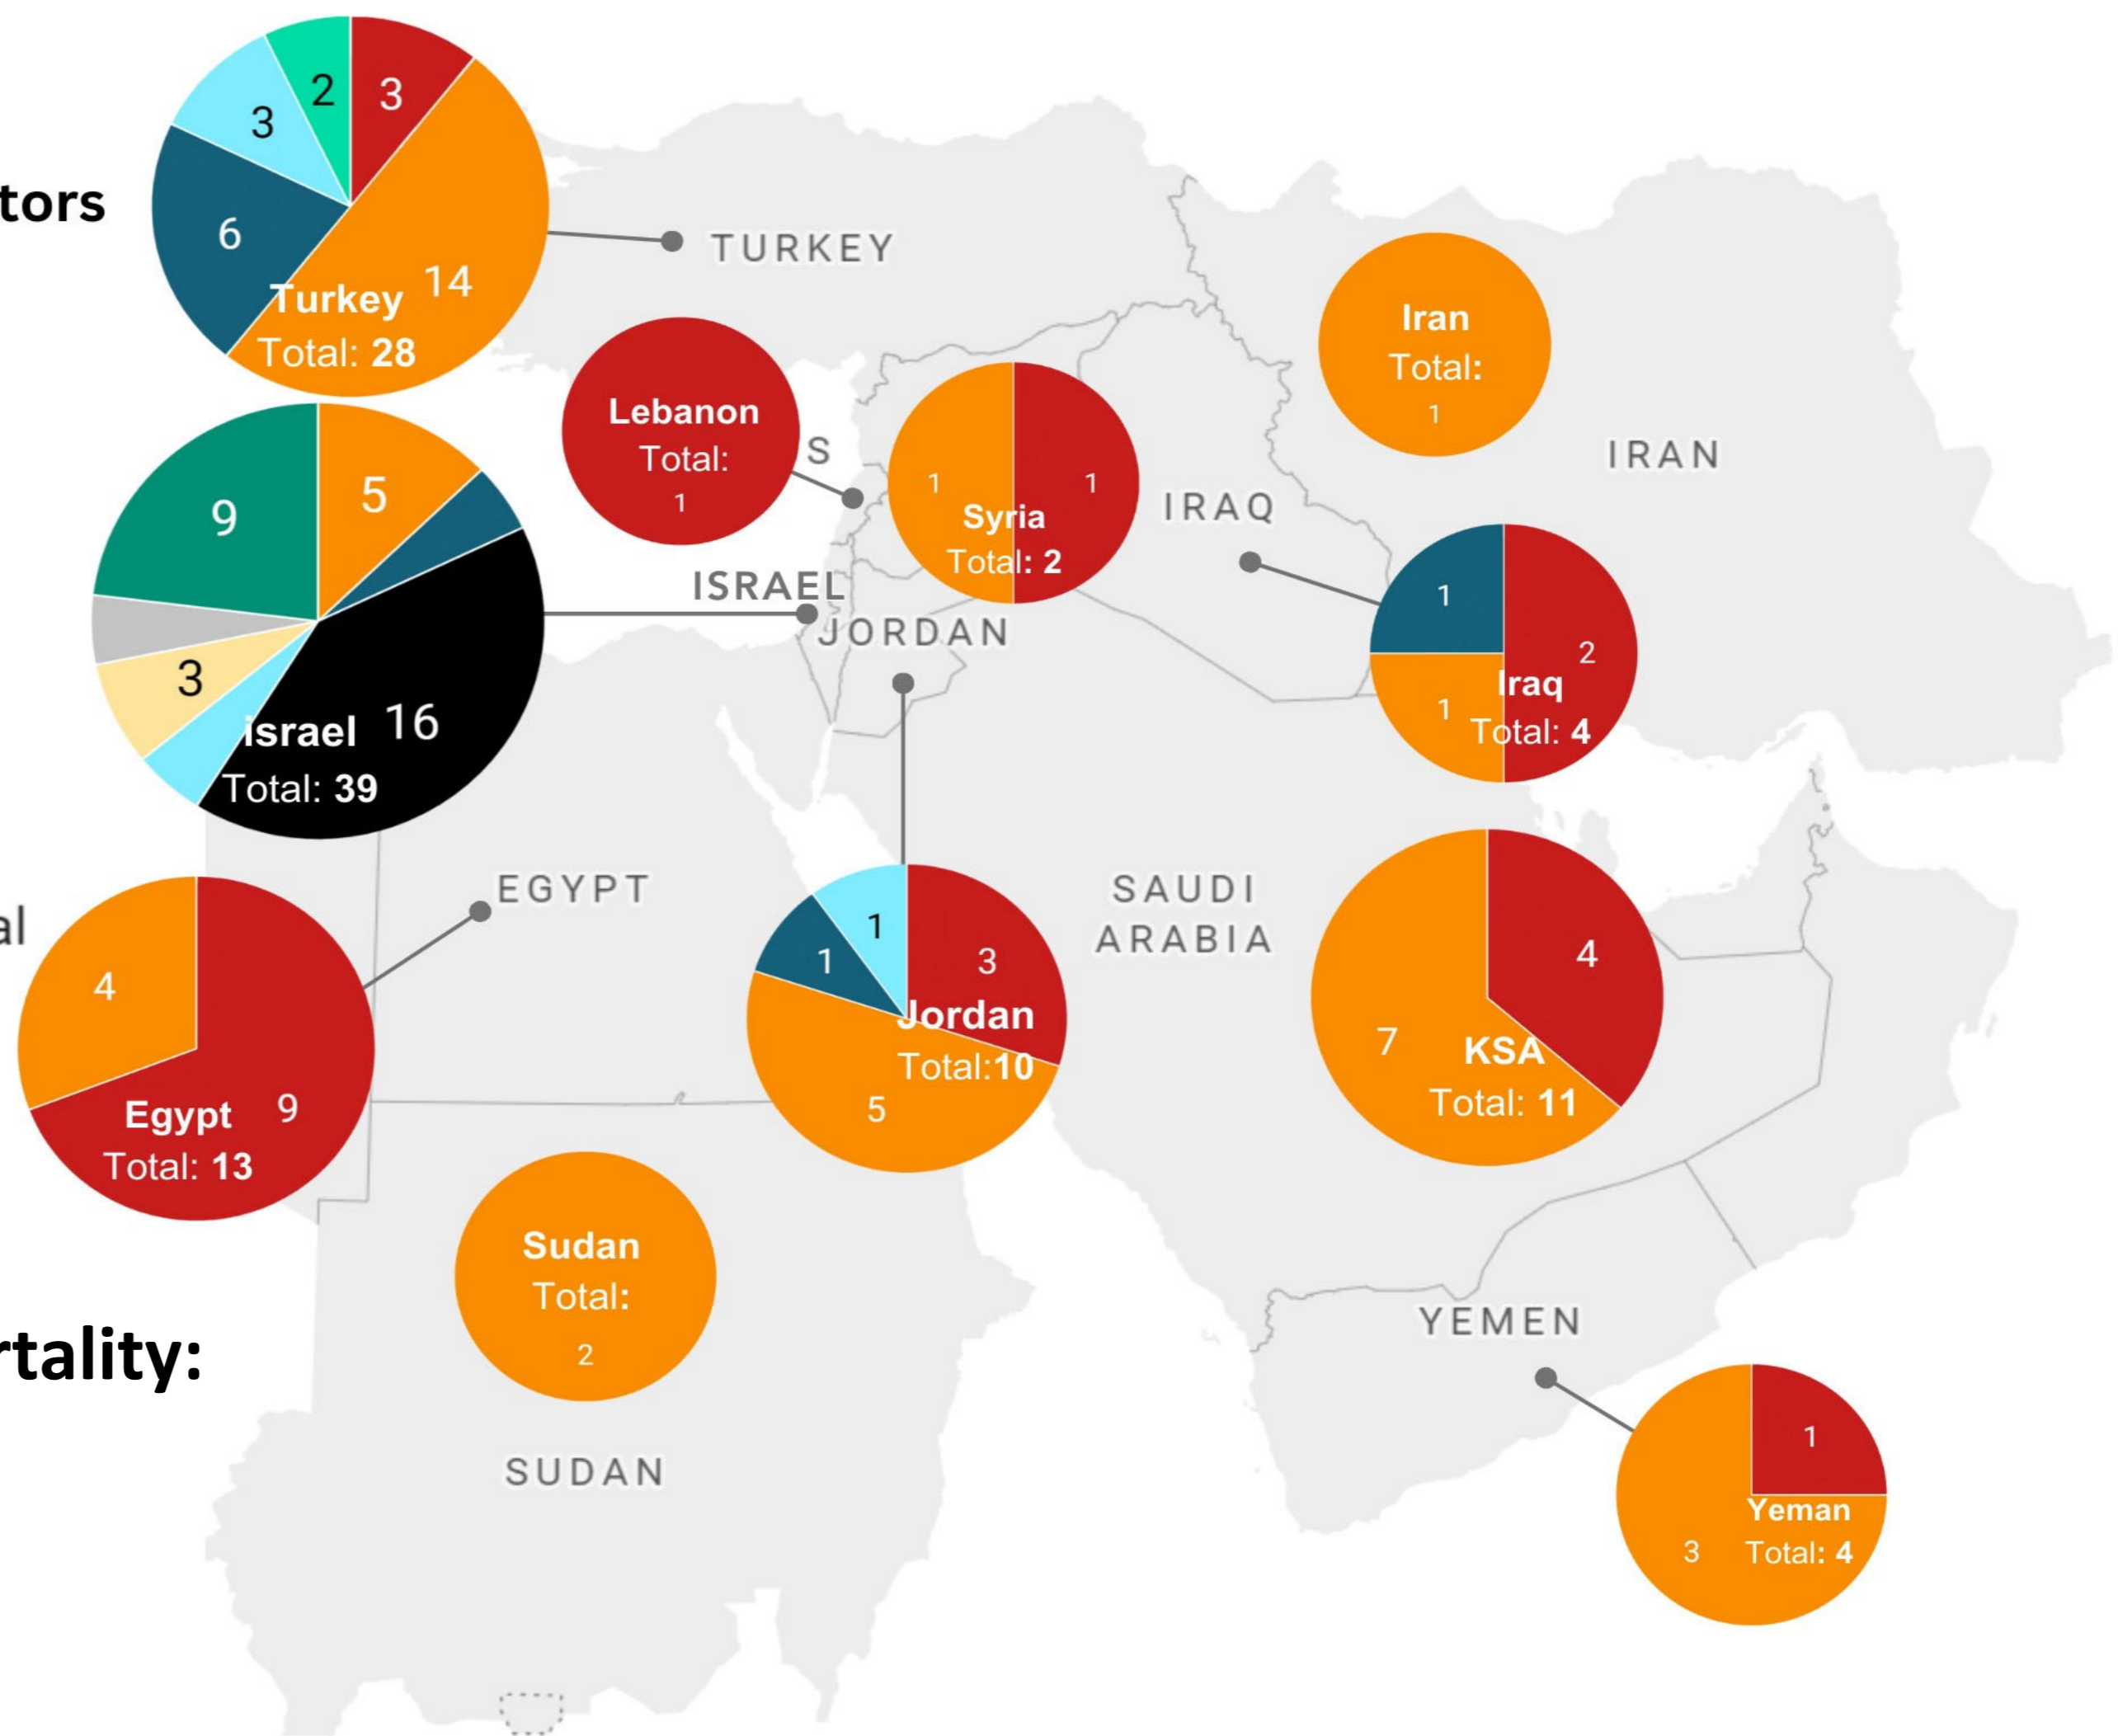 2
3
3
tors
TURKEY
6
14
Turkey
Total: 28
Iran
Total:
1
IRAN
Lebanon
Total:
1
S
1
1
Syria
Total: 2
IRAQ
1
2
1
Iraq
Total: 4
9
5
3
israel
16
Total: 39
ISRAEL
JORDAN
al
EGYPT
4
9
Egypt
Total: 13
1
1
3
Jordan
Total:10
5
SAUDI
ARABIA
4
7
KSA
Total: 11
Sudan
Total:
2
SUDAN
rtality:
YEMEN
1
Yeman
3
Total: 4